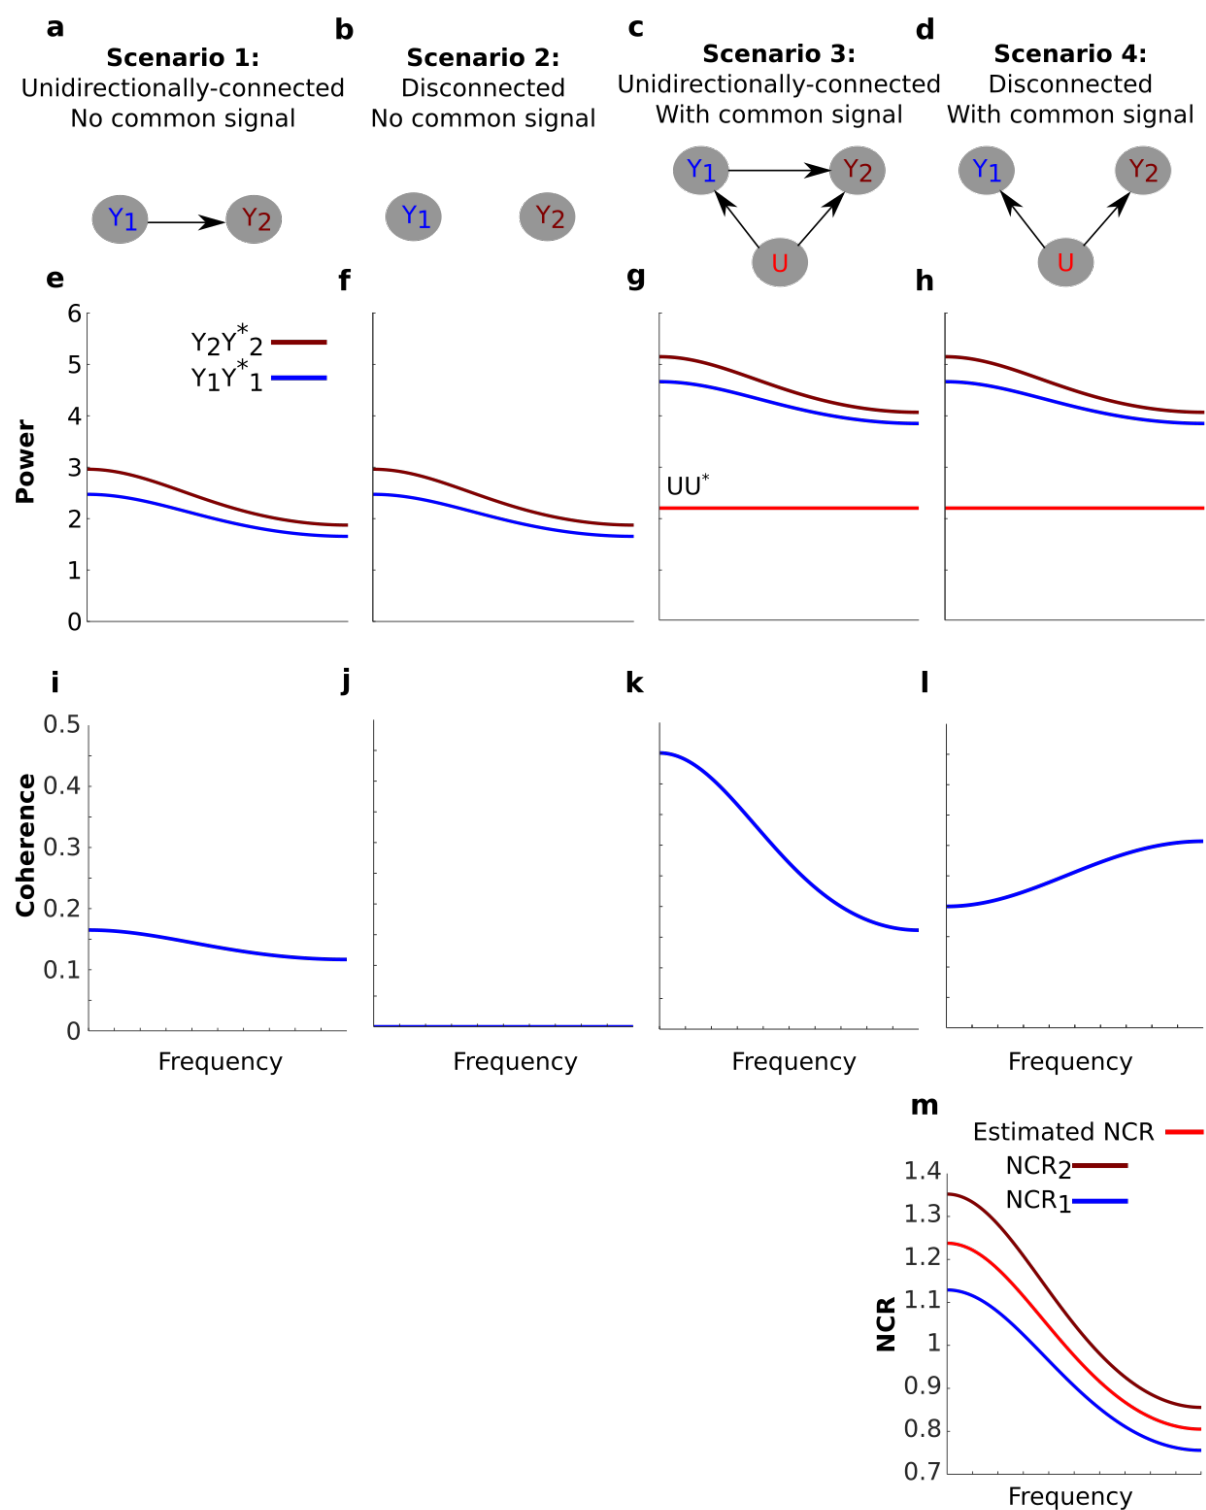 a
Scenario 1:
Unidirectionally-connected
No common signal
b
Scenario 2:
Disconnected
No common signal
c
Scenario 3:
Unidirectionally-connected
With common signal
d
Scenario 4:
Disconnected
With common signal
Y1 Y2
Y1 Y2
Y1 Y2
U
Y1 Y2
U
e
f
g
h
6
5
4
3
2
1
0
Power
Y2Y*2
Y1Y*1
UU*
i
j
k
l
0.5
0.4
0.3
0.2
0.1
0
Coherence
Frequency
Frequency
Frequency
Frequency
m
Estimated NCR
NCR2
NCR1
1.4
1.3
1.2
1.1
1
0.9
0.8
0.7
NCR
Frequency